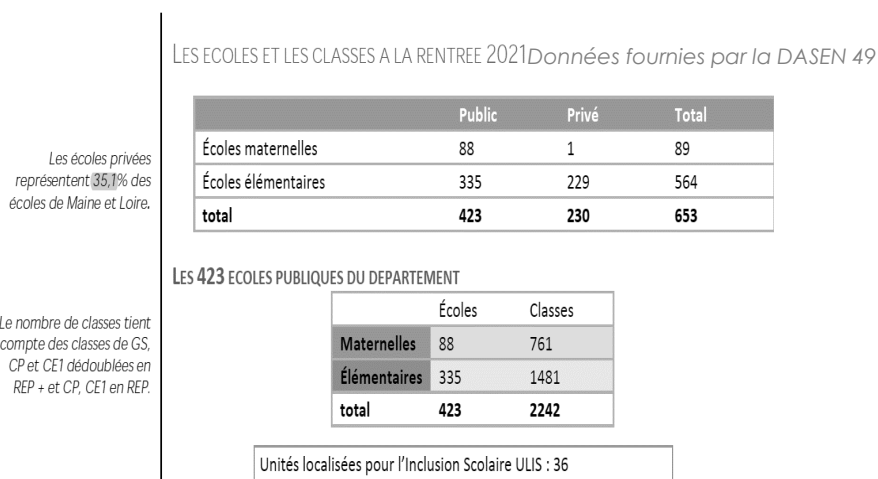 LES ECOLES ET LES CLASSES A LA RENTREE 2021Données fournies par la DASEN 49
Public Privé Total
Écoles maternelles 88 1 89
Écoles élémentaires 335 229 564
total 423 230 653
Les écoles privées
représentent 35,1% des
écoles de Maine et Loire.
LES 423 ECOLES PUBLIQUES DU DEPARTEMENT
Écoles Classes
Maternelles 88 761
Élémentaires 335 1481
total 423 2242
Le nombre de classes tient
compte des classes de GS,
CP et CE1 dédoublées en
REP + et CP, CE1 en REP.
Unités localisées pour l'Inclusion Scolaire ULIS : 36